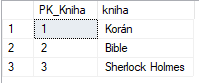 PK_Kniha kniha
1 1 Korán
2 2 Bible
3 3 Sherlock Holmes